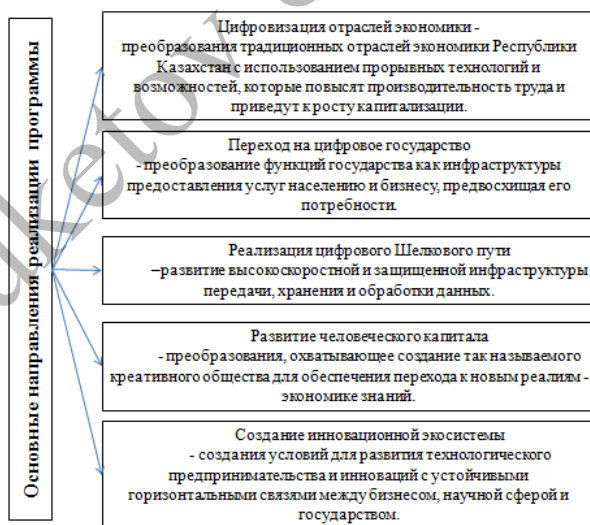 Основные направления реализации программы
Цифровизация отраслей экономики -
преобразования традиционных отраслей экономики Республики
Казахстан с использованием прорывных технологий и
возможностей, которые повысят производительность труда и
приведут к росту капитализации.
Переход на цифровое государство
- преобразование функций государства как инфраструктуры
предоставления услуг населению и бизнесу, предвосхищая его
потребности.
Реализация цифрового Шелкового пути
–развитие высокоскоростной и защищенной инфраструктуры
передачи, хранения и обработки данных.
Развитие человеческого капитала
- преобразования, охватывающее создание так называемого
креативного общества для обеспечения перехода к новым реалиям -
экономике знаний.
Создание инновационной экосистемы
- создания условий для развития технологического
предпринимательства и инноваций с устойчивыми
горизонтальными связями между бизнесом, научной сферой и
государством.